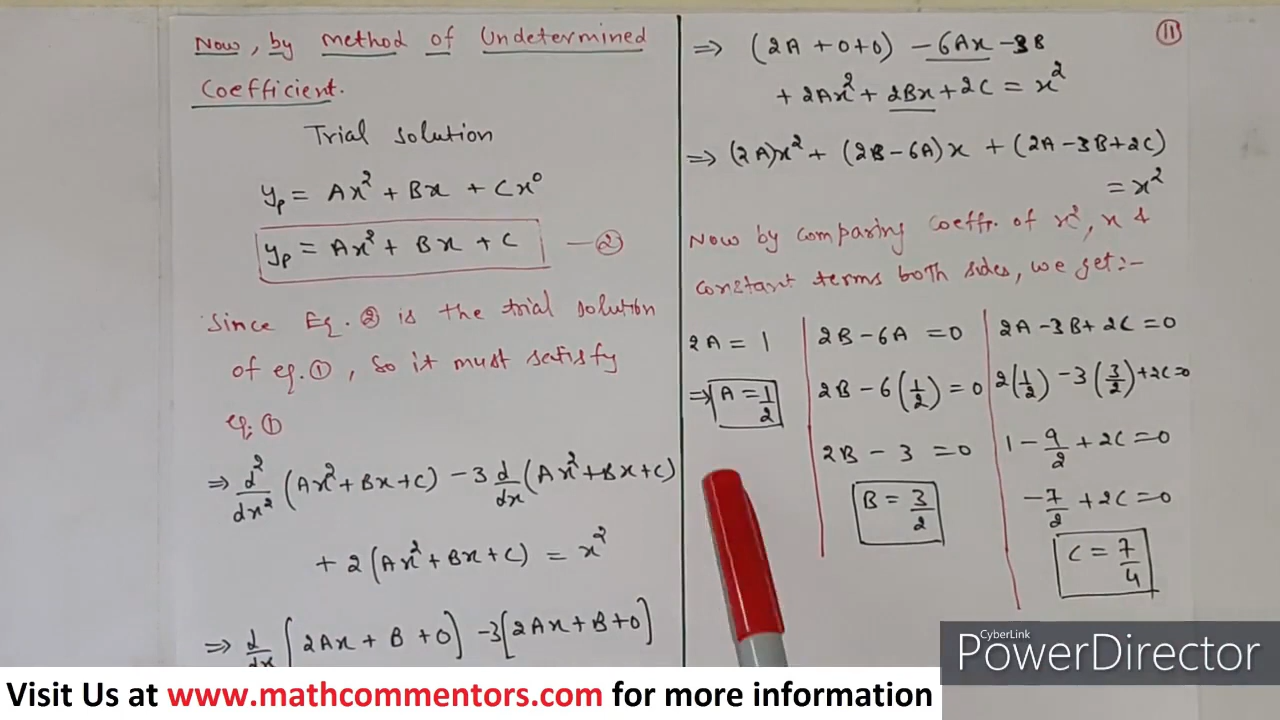 Now, by method of Undetermined
Coefficient.
Trial solution
yₚ = Ax² + Bx + Cx⁰
yₚ = Ax² + Bx + C —②
Since Eq. ② is the trial solution
of eq. ①, so it must satisfy
eq. ①
⇒ d²/dx² (Ax² + Bx + C) - 3 d/dx (Ax² + Bx + C)
+ 2 (Ax² + Bx + C) = x²
⇒ d/dx [2Ax + B + 0] - 3[2Ax + B + 0]
⑪
⇒ (2A + 0 + 0) - 6Ax - 3B
+ 2Ax² + 2Bx + 2C = x²
⇒ (2A)x² + (2B - 6A)x + (2A - 3B + 2C)
= x²
Now by comparing coeff. of x², x &
constant terms both sides, we get:-
2A = 1
⇒ A = 1/2
2B - 6A = 0
2B - 6(1/2) = 0
2B - 3 = 0
B = 3/2
2A - 3B + 2C = 0
2(1/2) - 3(3/2) + 2C = 0
1 - 9/2 + 2C = 0
-7/2 + 2C = 0
C = 7/4
CyberLink
PowerDirector
Visit Us at www.mathcommentors.com for more information